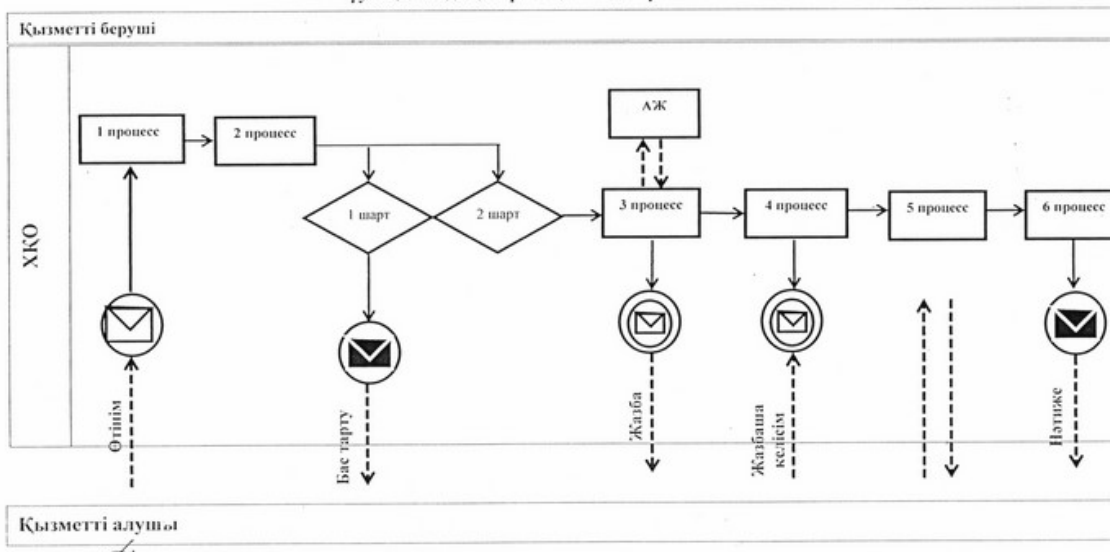 Қызметті беруші
АЖ
1 процесс
2 процесс
1 шарт
2 шарт
3 процесс
4 процесс
5 процесс
6 процесс
ХҚО
Өтінім
Бас тарту
Жазба
Жазбаша
келісім
Нәтиже
Қызметті алушы